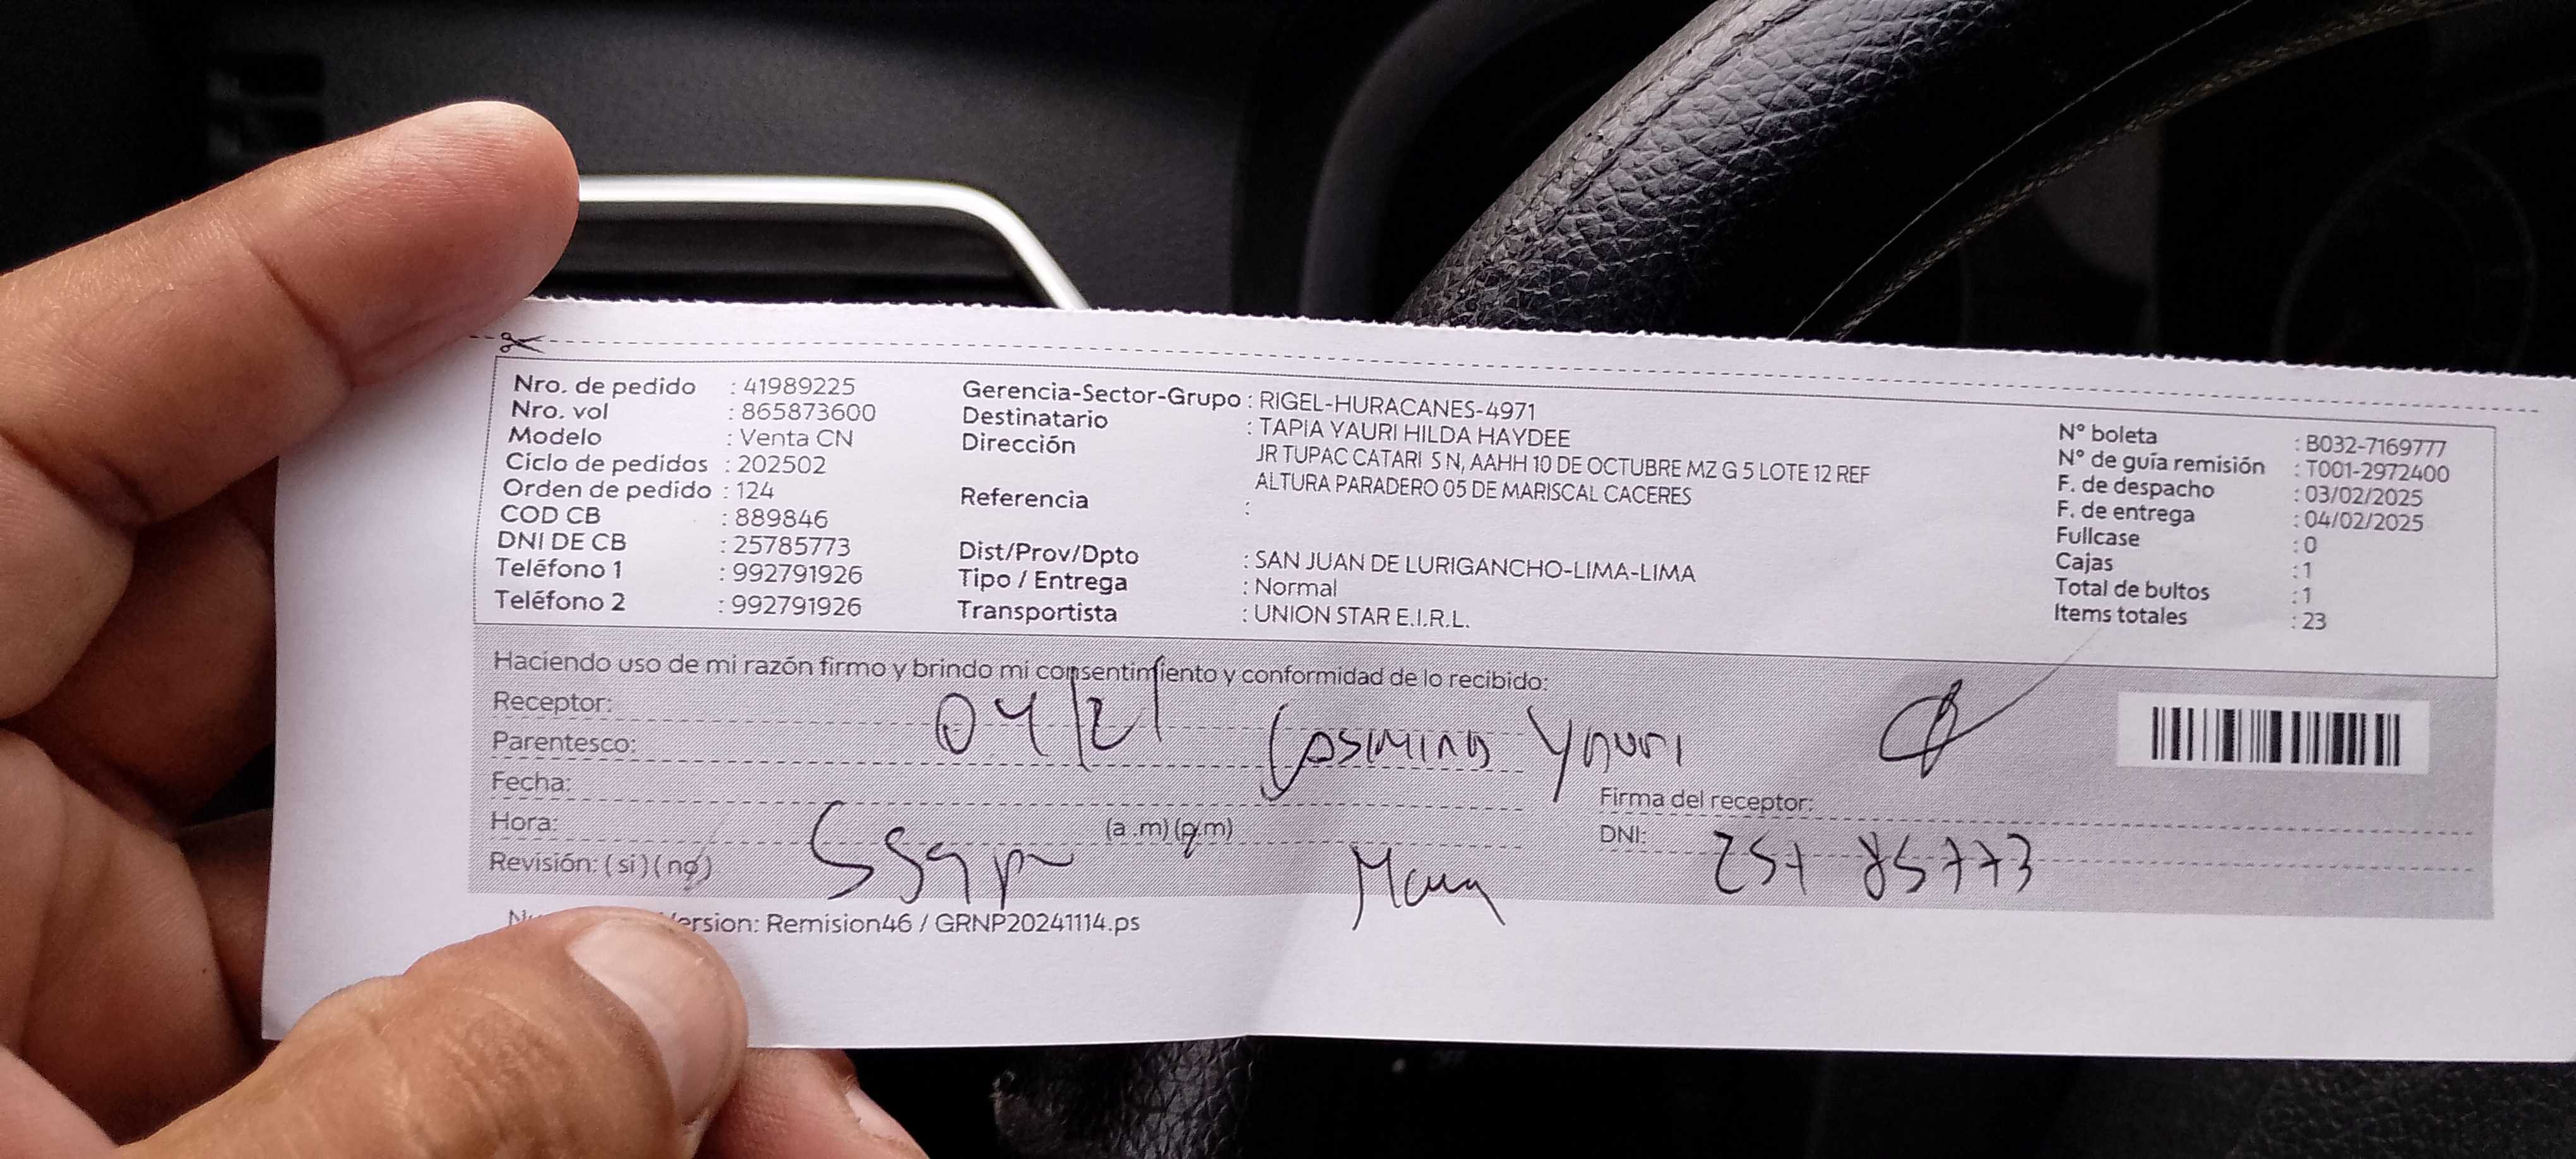 Nro. de pedido : 41989225
Nro. vol : 865873600
Modelo : Venta CN
Ciclo de pedidos : 202502
Orden de pedido : 124
COD CB : 889846
DNI DE CB : 25785773
Teléfono 1 : 992791926
Teléfono 2 : 992791926
Gerencia-Sector-Grupo : RIGEL-HURACANES-4971
Destinatario : TAPIA YAURI HILDA HAYDEE
Dirección JR TUPAC CATARI S N, AAHH 10 DE OCTUBRE MZ G 5 LOTE 12 REF
ALTURA PARADERO 05 DE MARISCAL CACERES
Referencia :
Dist/Prov/Dpto : SAN JUAN DE LURIGANCHO-LIMA-LIMA
Tipo / Entrega : Normal
Transportista : UNION STAR E.I.R.L.
N° boleta : B032-7169777
N° de guía remisión : T001-2972400
F. de despacho : 03/02/2025
F. de entrega : 04/02/2025
Fullcase : 0
Cajas : 1
Total de bultos : 1
Items totales : 23
Haciendo uso de mi razón firmo y brindo mi consentimiento y conformidad de lo recibido:
Receptor:
Parentesco: 04/2/ Yauri
Fecha:
Firma del receptor:
Hora: (a.m) (p.m)
DNI: 257 85773
Revisión: (si) (no)
ersion: Remision46 / GRNP20241114.ps